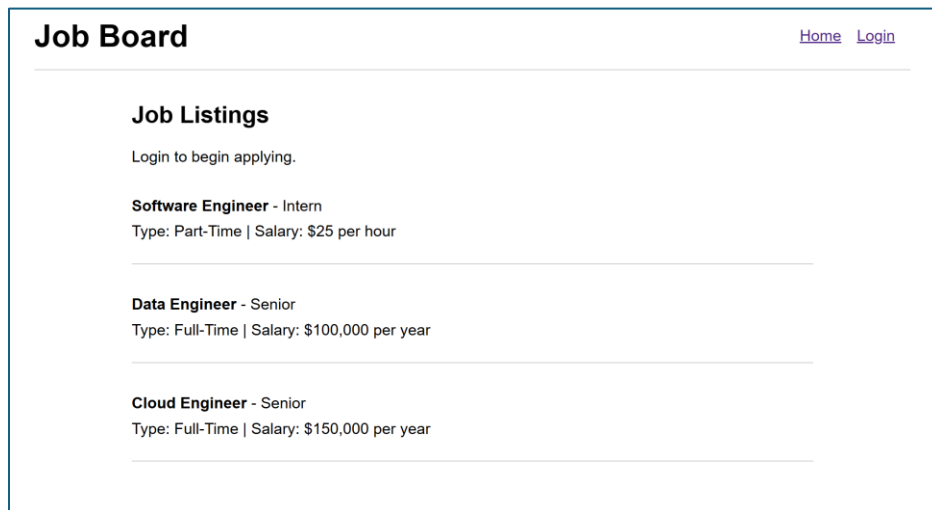 Job Board
Home Login
Job Listings
Login to begin applying.
Software Engineer - Intern
Type: Part-Time | Salary: $25 per hour
Data Engineer - Senior
Type: Full-Time | Salary: $100,000 per year
Cloud Engineer - Senior
Type: Full-Time | Salary: $150,000 per year